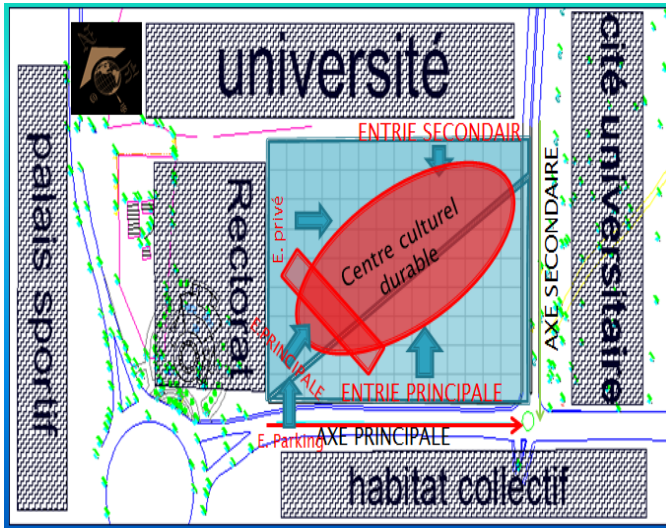 université
cité universitaire
palais sportif
Rectorat
ENTRIE SECONDAIR
E. privé
Centre culturel
durable
AXE SECONDAIRE
E.PRINCIPALE
ENTRIE PRINCIPALE
E. Parking
AXE PRINCIPALE
habitat collectif